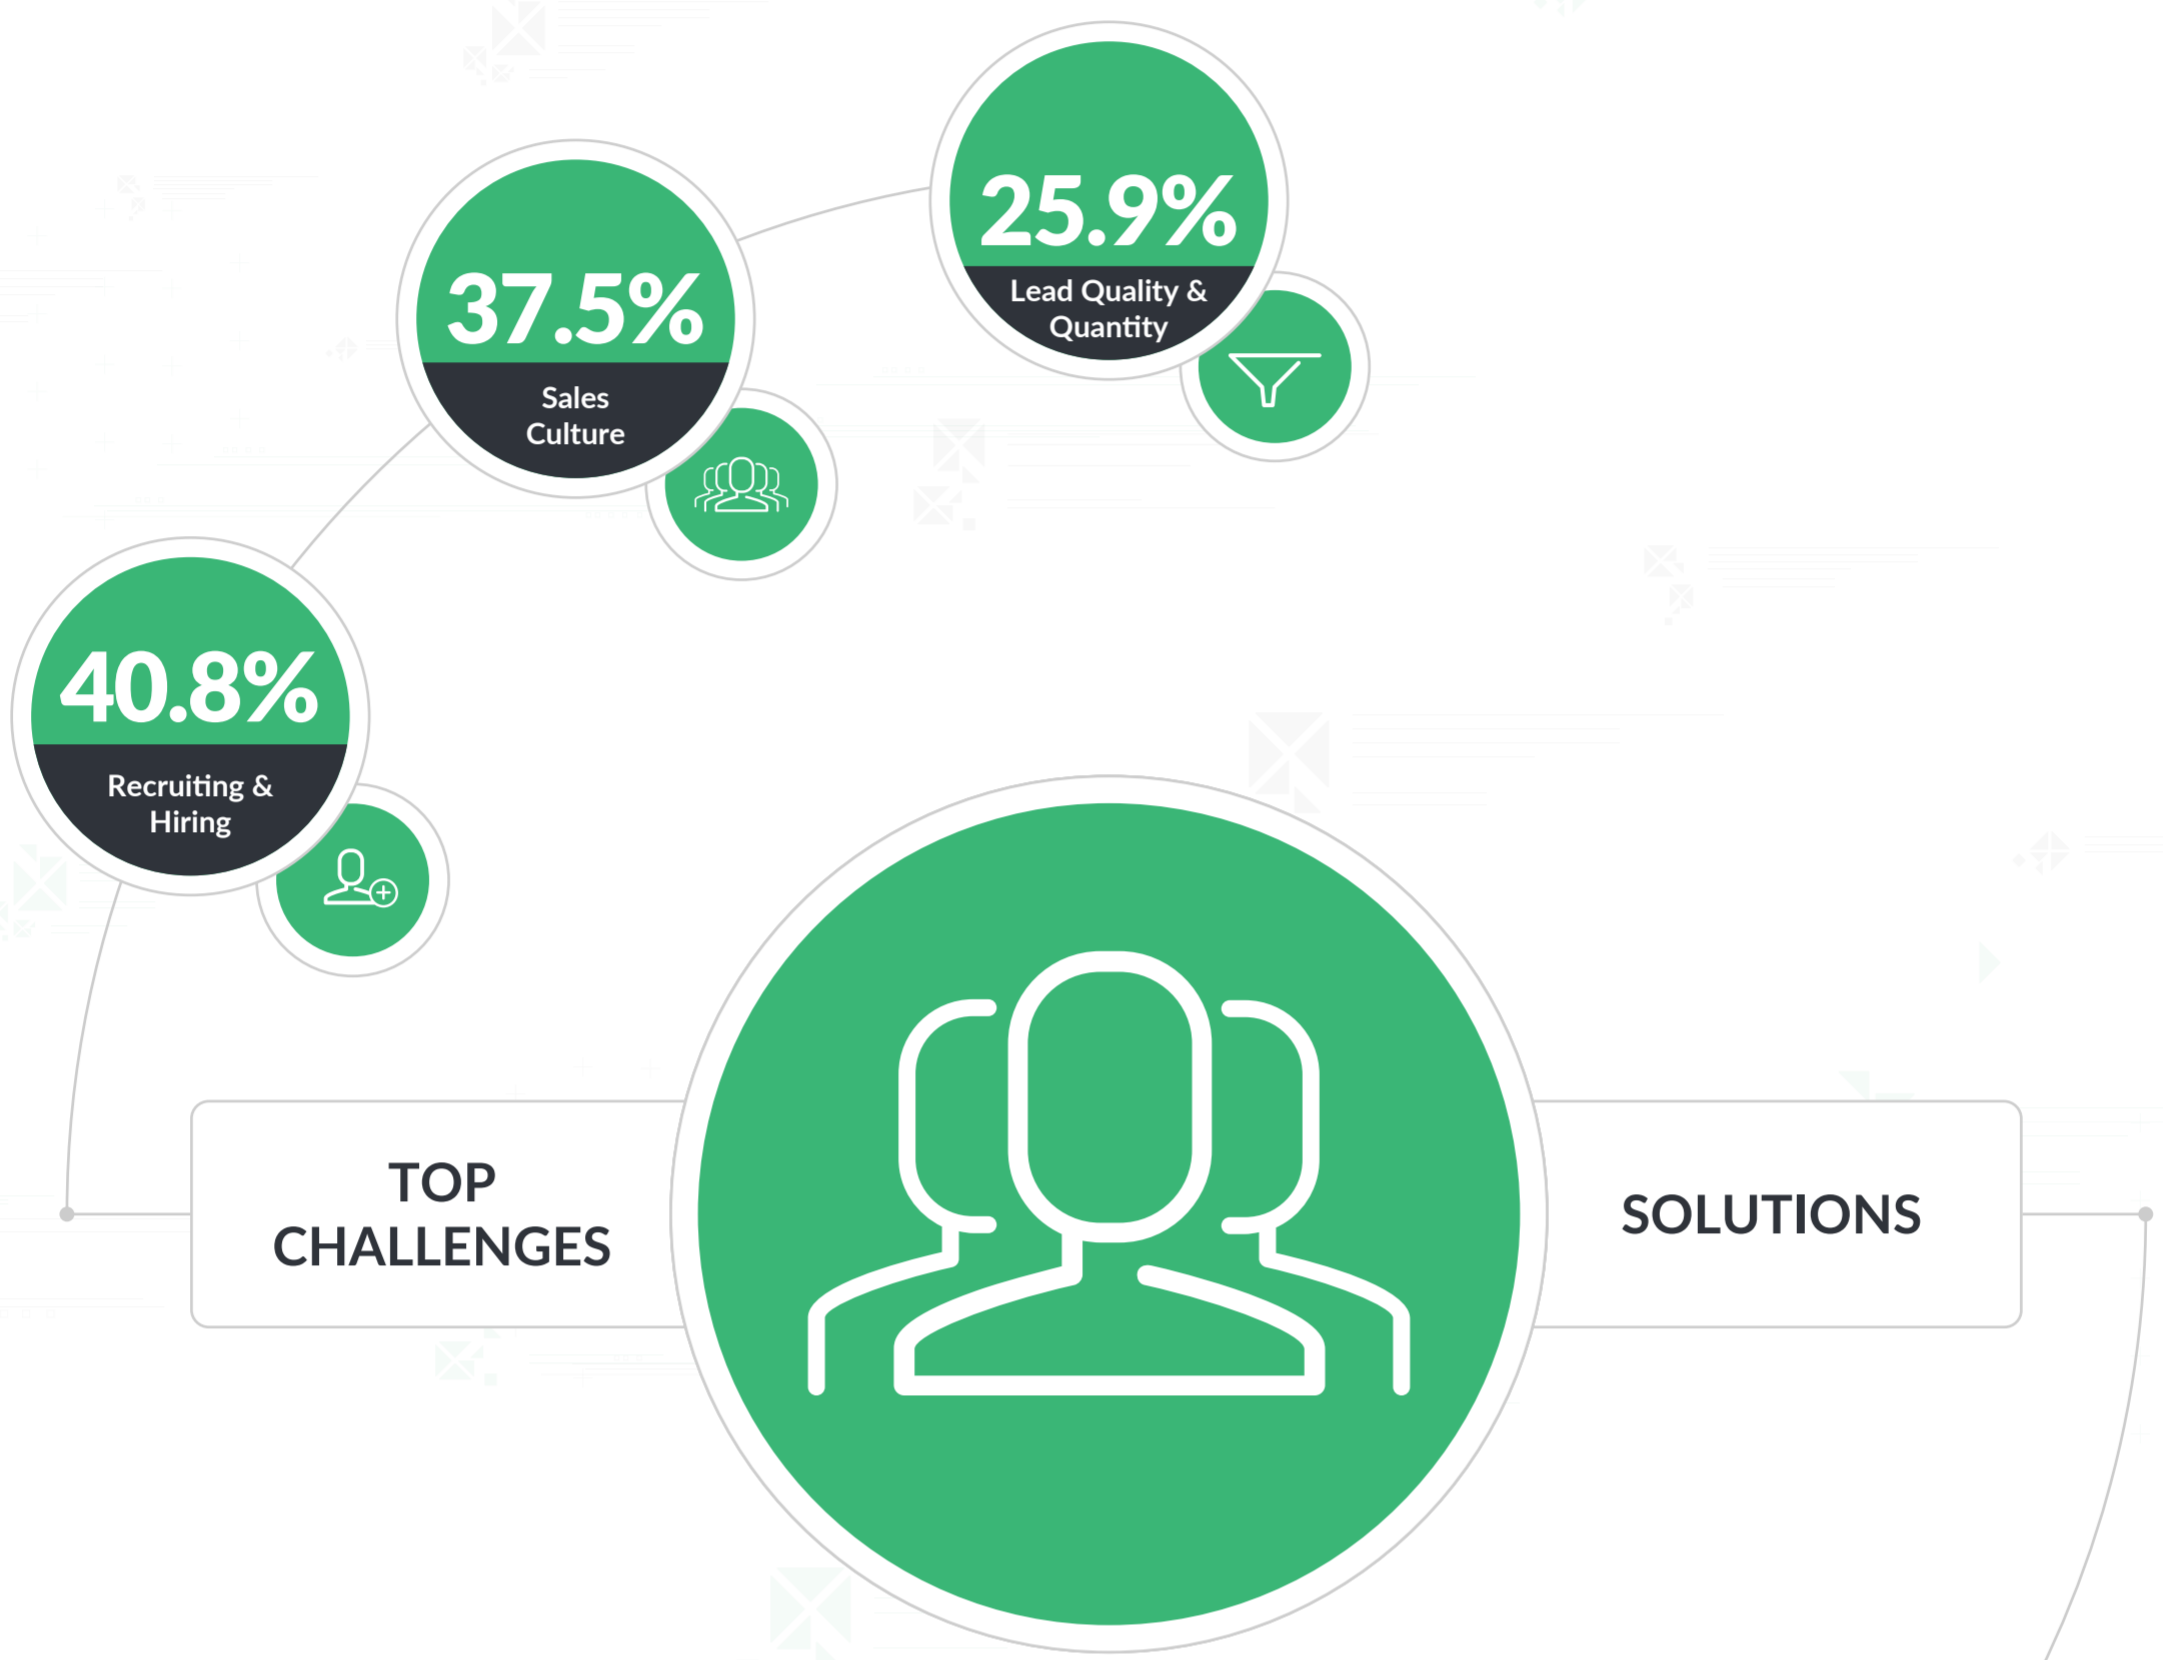 25.9%
Lead Quality &
Quantity
37.5%
Sales
Culture
40.8%
Recruiting &
Hiring
TOP
CHALLENGES
SOLUTIONS